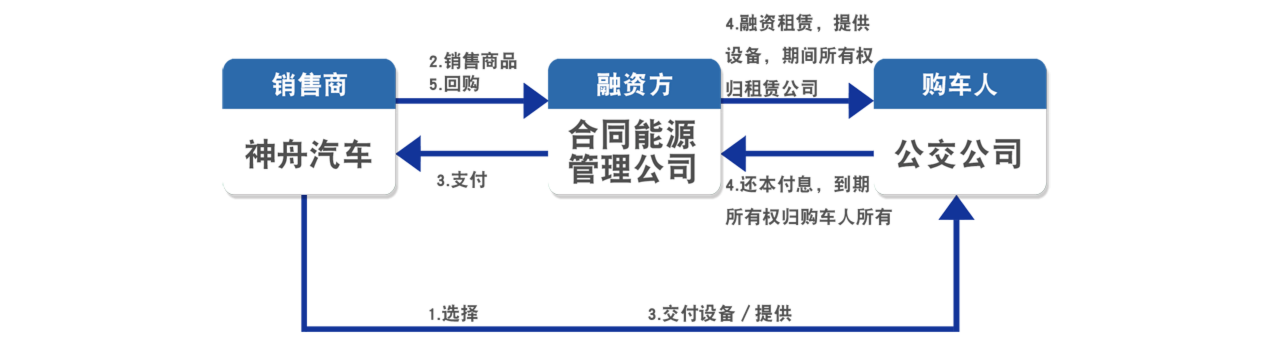 销售商
神舟汽车
2.销售商品
5.回购
3.支付
融资方
合同能源
管理公司
4.融资租赁，提供
设备，期间所有权
归租赁公司
4.还本付息，到期
所有权归购车人所有
购车人
公交公司
1.选择
3.交付设备／提供